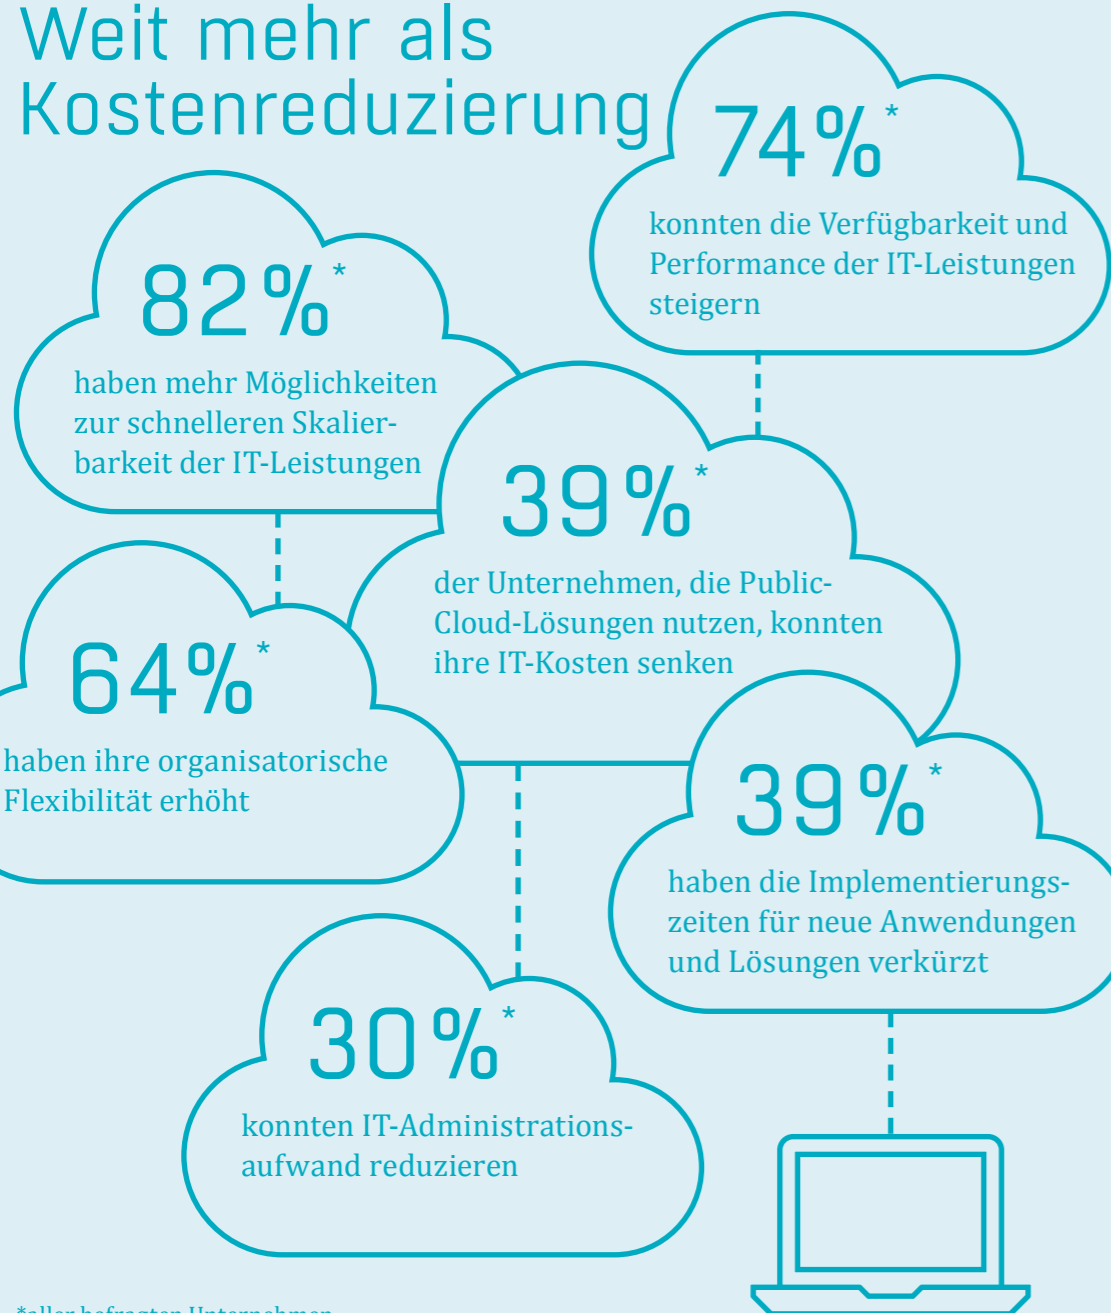 Weit mehr als
Kostenreduzierung
74%*
konnten die Verfügbarkeit und
Performance der IT-Leistungen
steigern
82%*
haben mehr Möglichkeiten
zur schnelleren Skalier-
barkeit der IT-Leistungen
39%*
der Unternehmen, die Public-
Cloud-Lösungen nutzen, konnten
ihre IT-Kosten senken
64%*
haben ihre organisatorische
Flexibilität erhöht
39%*
haben die Implementierungs-
zeiten für neue Anwendungen
und Lösungen verkürzt
30%*
konnten IT-Administrations-
aufwand reduzieren
*aller befragten Unternehmen